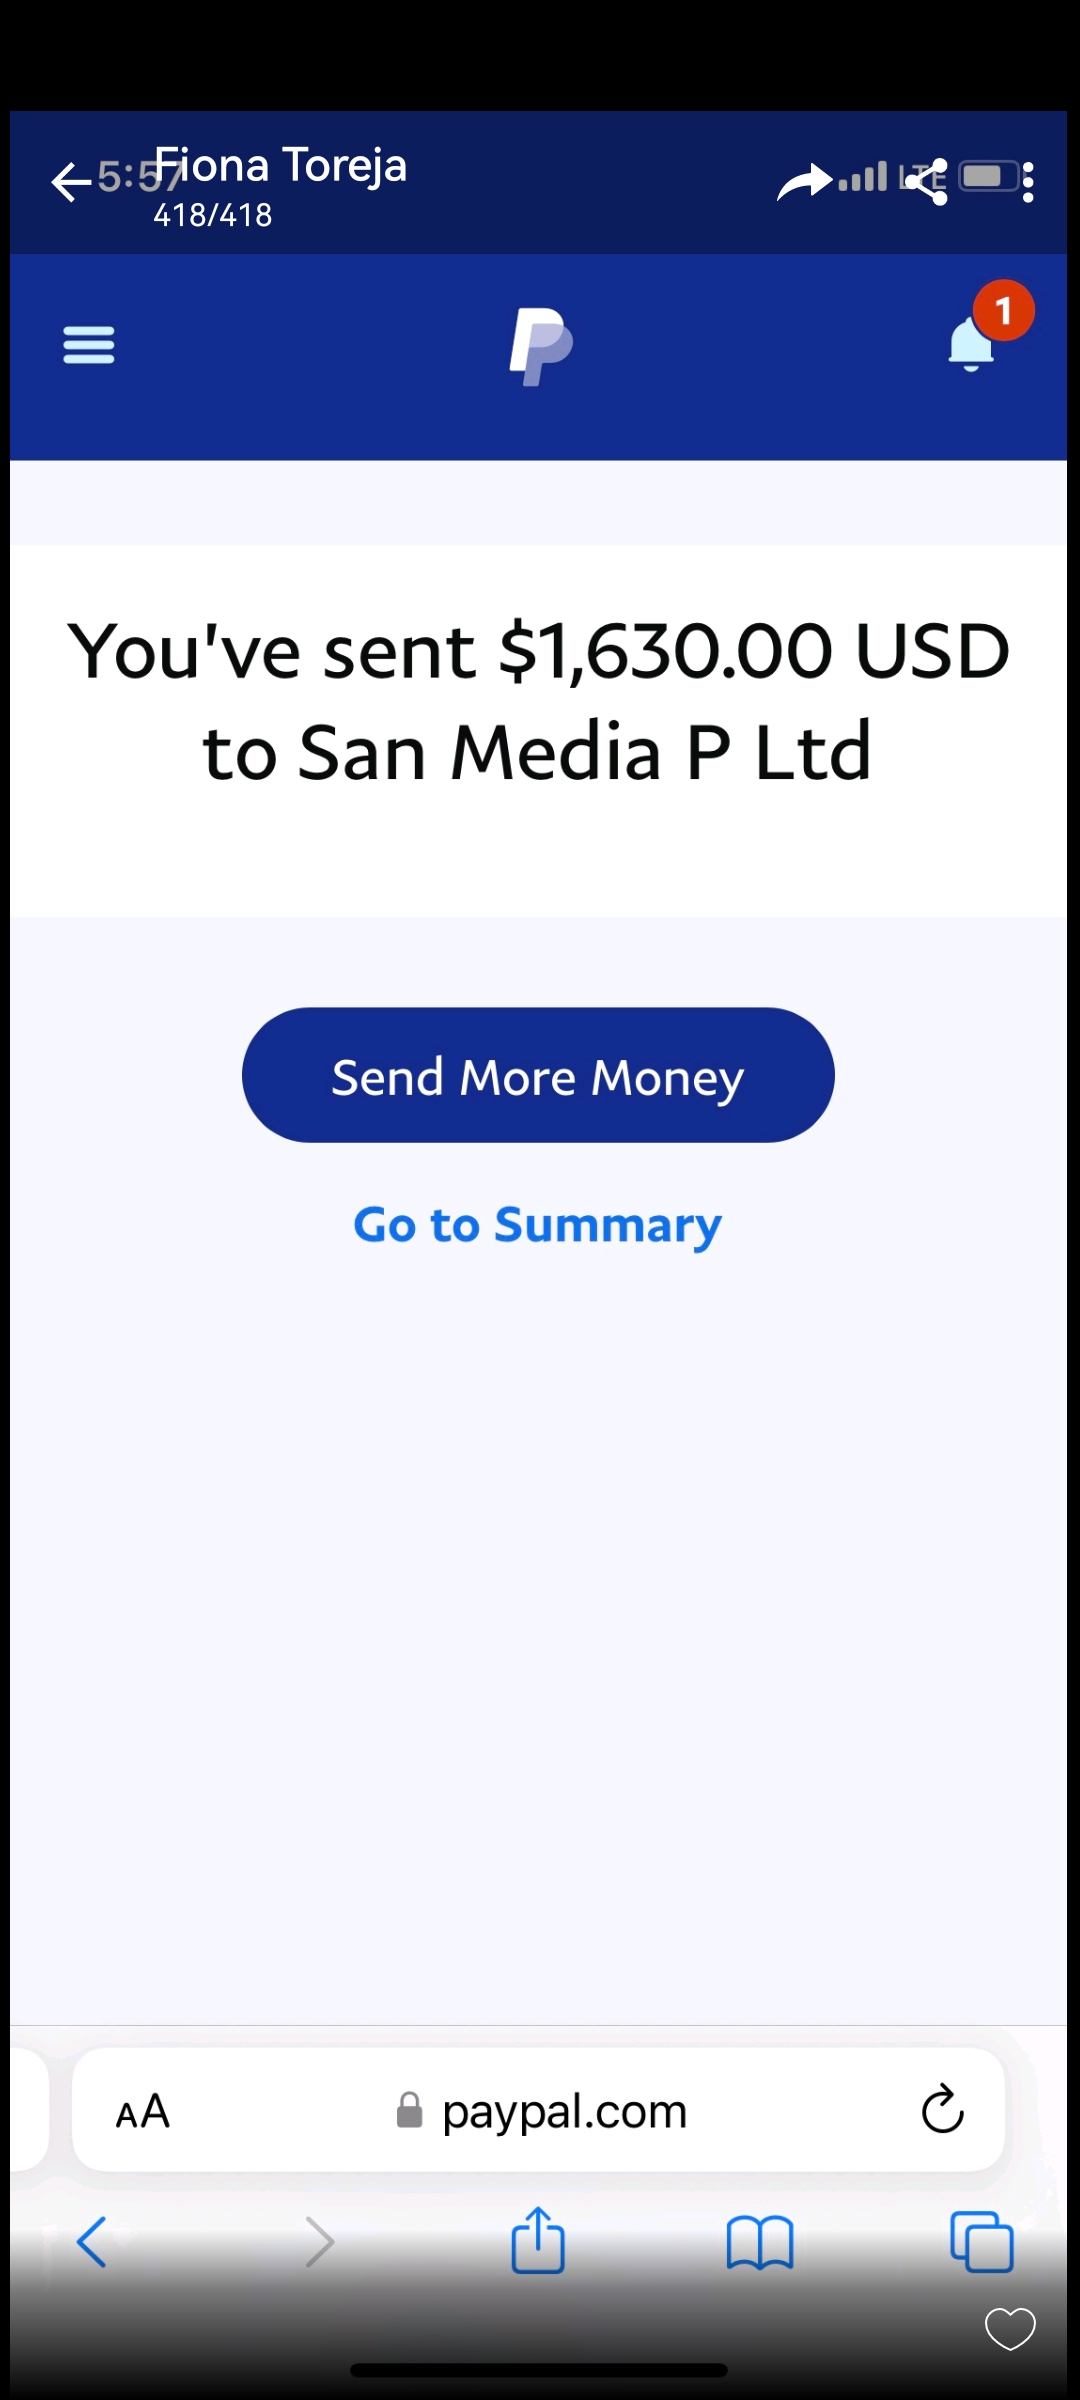 5:57
Fiona Toreja
418/418
LTE
1
You've sent $1,630.00 USD
to San Media P Ltd
Send More Money
Go to Summary
AA
paypal.com